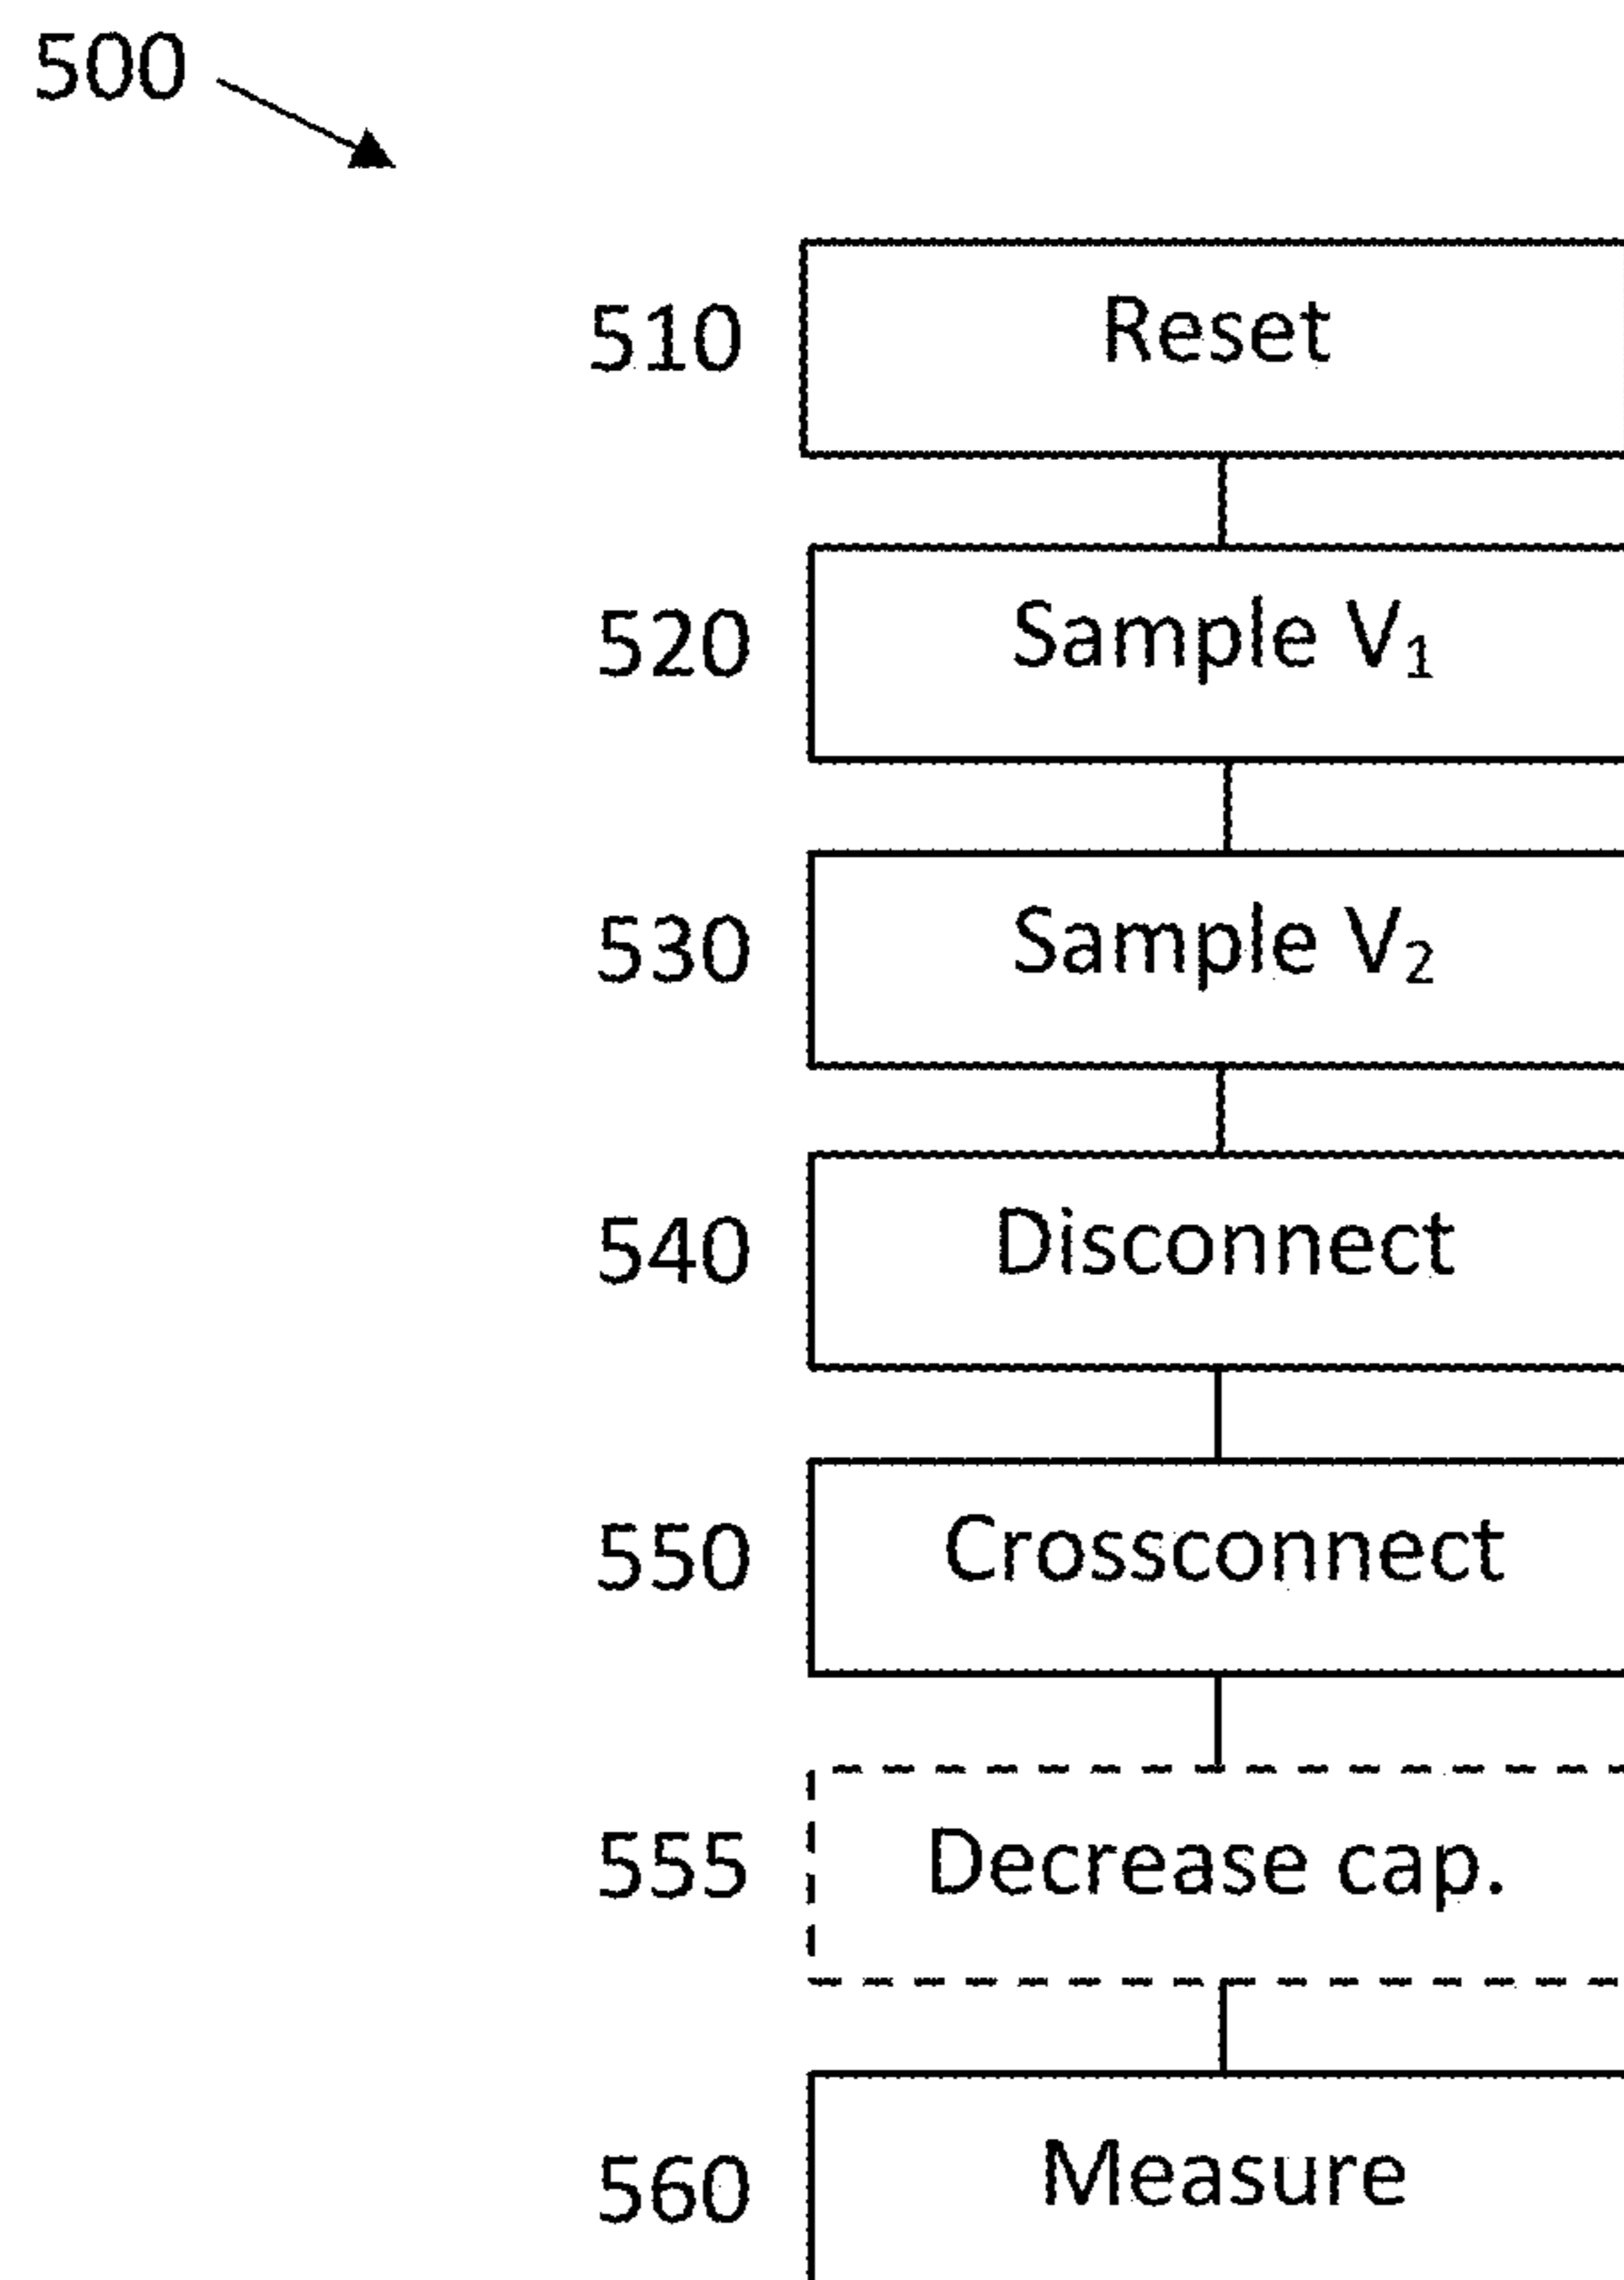 500
510 Reset
520 Sample V₁
530 Sample V₂
540 Disconnect
550 Crossconnect
555 Decrease cap.
560 Measure